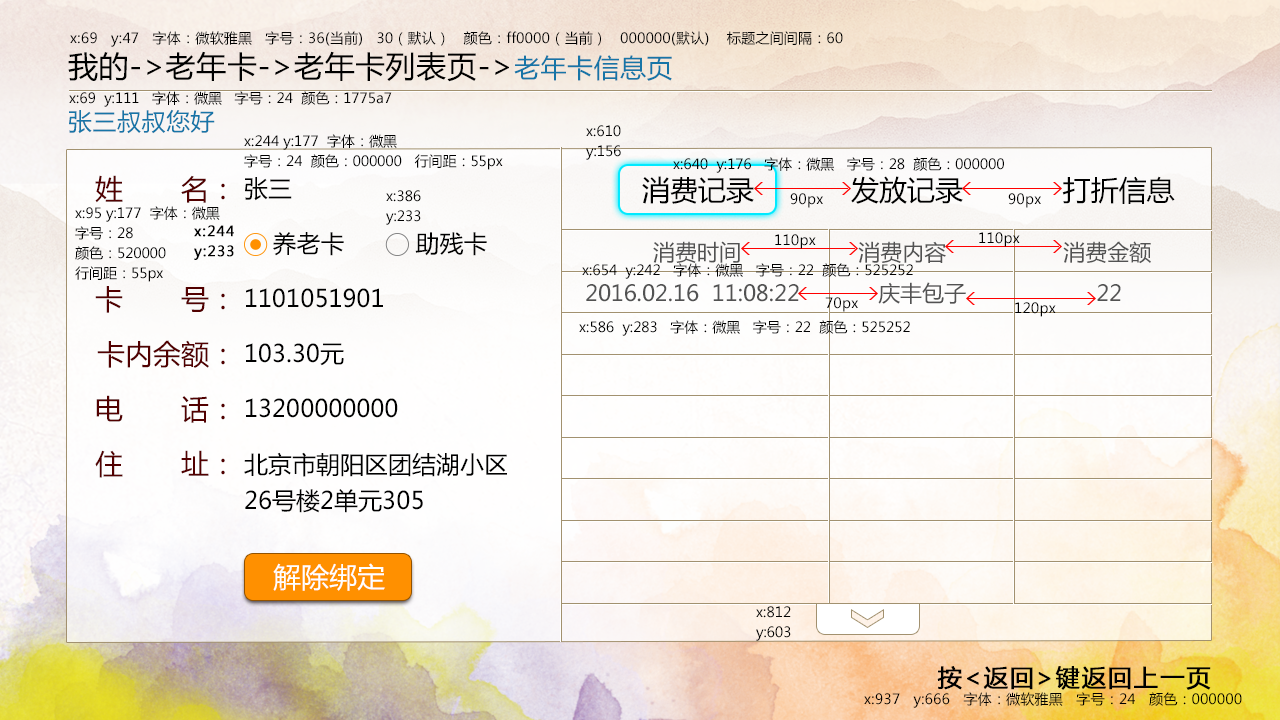 x:69 y:47 字体：微软雅黑 字号：36(当前) 30（默认） 颜色：ff0000（当前） 000000(默认) 标题之间间隔：60
我的->老年卡->老年卡列表页->老年卡信息页
x:69 y:111 字体：微黑 字号：24 颜色：1775a7
张三叔叔您好
x:244 y:177 字体：微黑
字号：24 颜色：000000 行间距：55px
姓 名：张三
x:95 y:177 字体：微黑
字号：28
颜色：520000
行间距：55px
x:244
y:233
x:386
y:233
养老卡 助残卡
卡 号：1101051901
卡内余额：103.30元
电 话：13200000000
住 址：北京市朝阳区团结湖小区
26号楼2单元305
解除绑定
x:610
y:156
x:640 y:176 字体：微黑 字号：28 颜色：000000
消费记录 90px 发放记录 90px 打折信息
消费时间 110px 消费内容 110px 消费金额
x:654 y:242 字体：微黑 字号：22 颜色：525252
2016.02.16 11:08:22 70px 庆丰包子 120px 22
x:586 y:283 字体：微黑 字号：22 颜色：525252
x:812
y:603
按<返回>键返回上一页
x:937 y:666 字体：微软雅黑 字号：24 颜色：000000